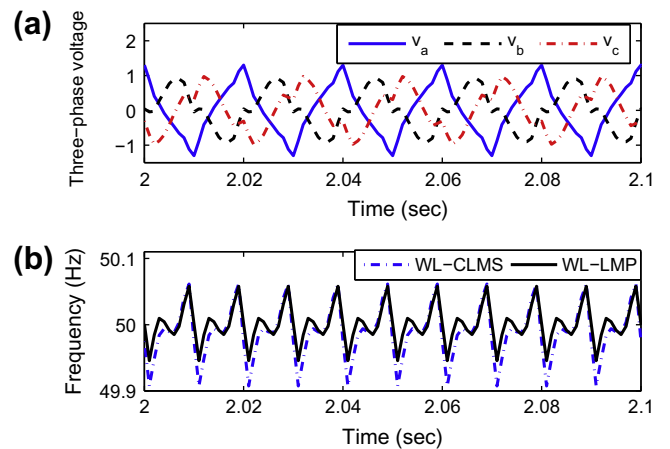 (a)
Three-phase voltage
2
1
0
−1
v_a v_b v_c
2 2.02 2.04 2.06 2.08 2.1
Time (sec)
(b)
Frequency (Hz)
50.1
50
49.9
WL−CLMS WL−LMP
2 2.02 2.04 2.06 2.08 2.1
Time (sec)